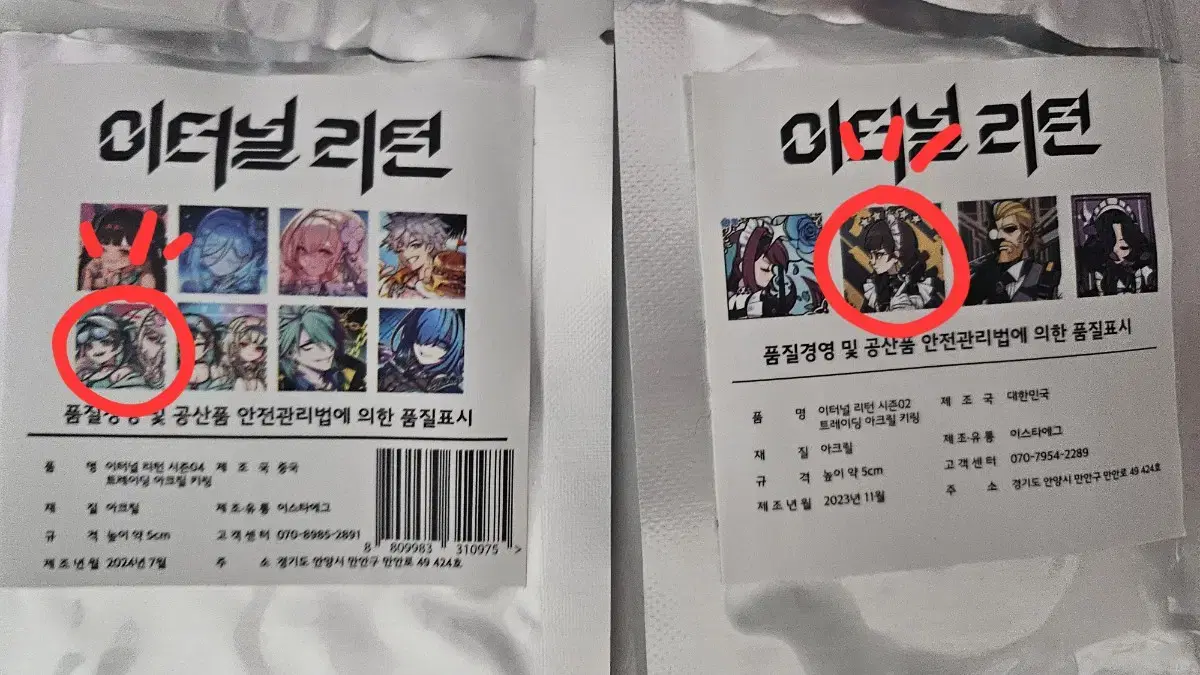 이터널 리턴
품질경영 및 공산품 안전관리법에 의한 품질표시
품 명 이터널 리턴 시즌04 제 조 국 중국
트레이딩 아크릴 키링
재 질 아크릴 제조·유통 이스타에그
규 격 높이 약 5cm 고객센터 070-8985-2891
제조년월 2024년 7월 주 소 경기도 안양시 만안구 만안로 49 424호
8 809983 310975 >
이터널 리턴
품질경영 및 공산품 안전관리법에 의한 품질표시
품 명 이터널 리턴 시즌02 제 조 국 대한민국
트레이딩 아크릴 키링
재 질 아크릴 제조·유통 이스타에그
규 격 높이 약 5cm 고객센터 070-7954-2289
제조년월 2023년 11월 주 소 경기도 안양시 만안구 만안로 49 424호